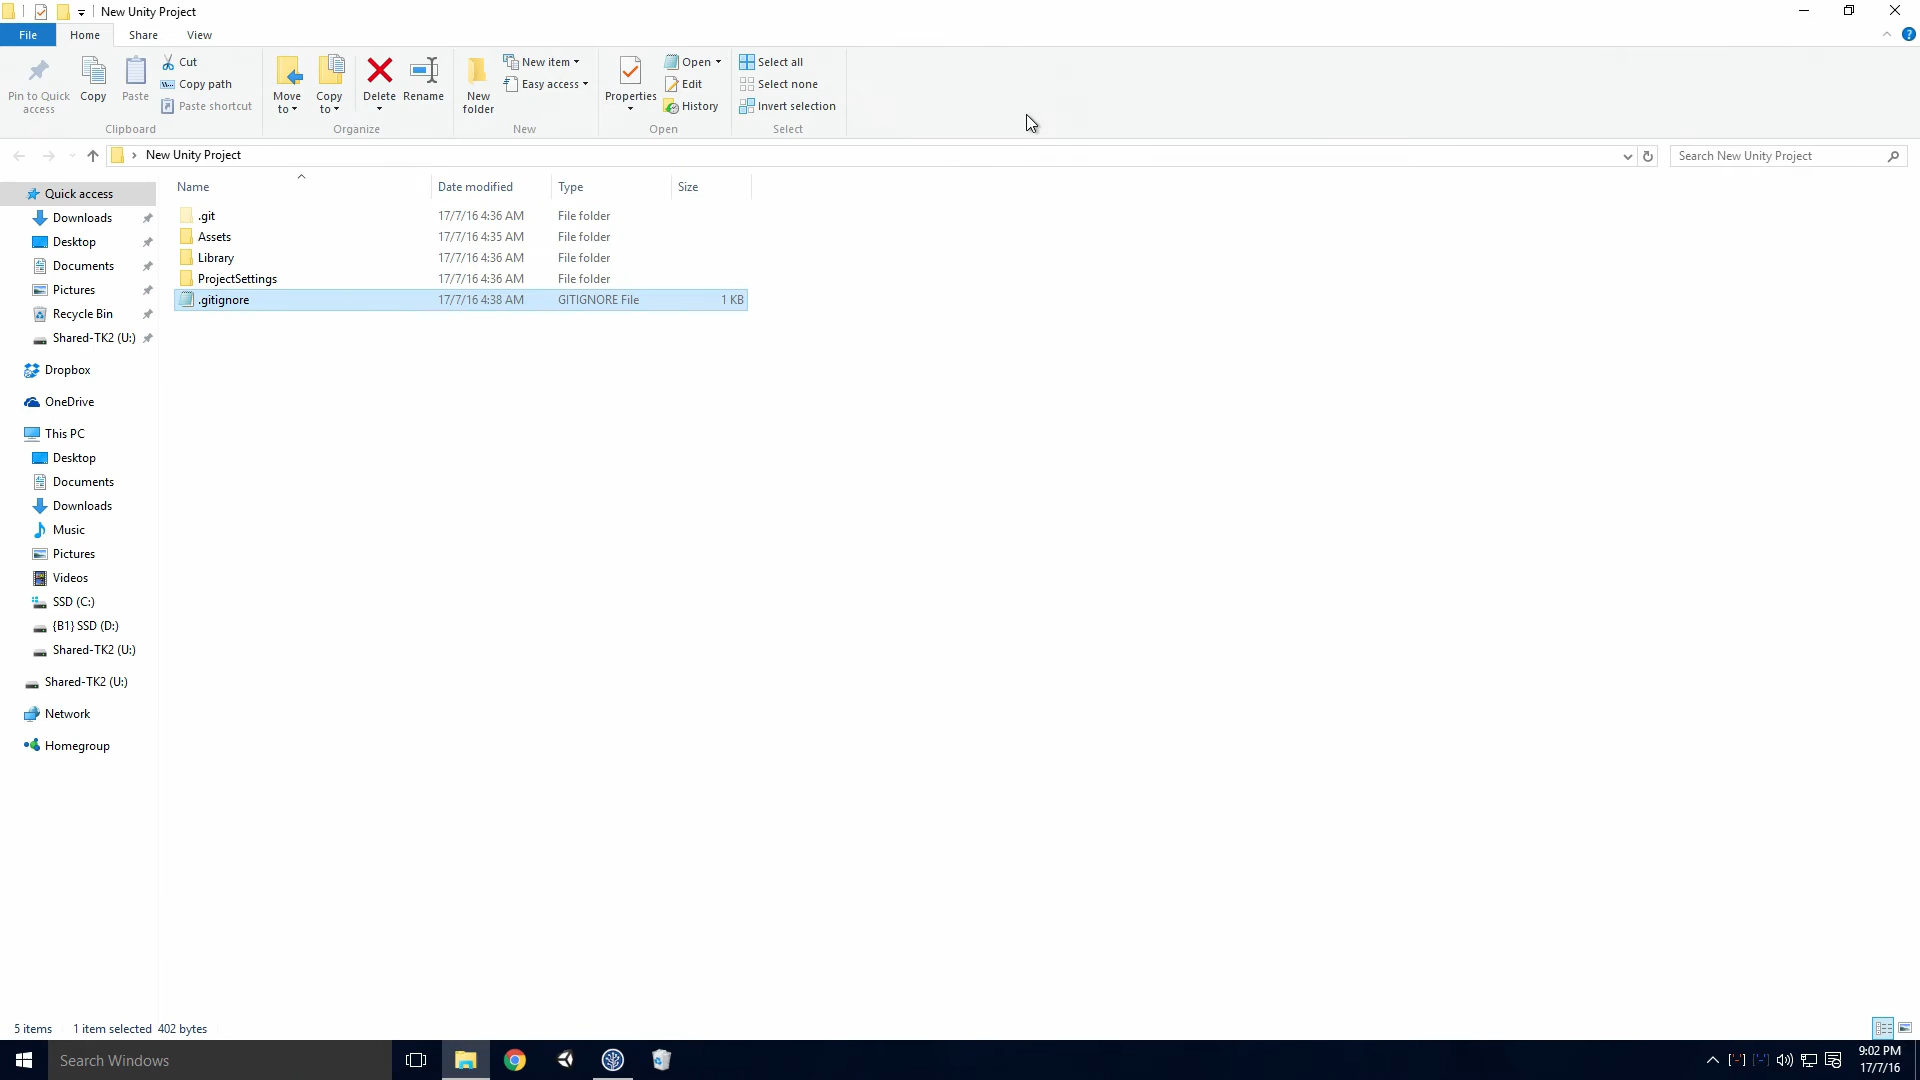 New Unity Project
File Home Share View
Pin to Quick access
Copy
Paste
Cut
Copy path
Paste shortcut
Clipboard
Move to
Copy to
Delete
Rename
Organize
New folder
New item
Easy access
New
Properties
Open
Edit
History
Open
Select all
Select none
Invert selection
Select
New Unity Project
Search New Unity Project
Name Date modified Type Size
.git 17/7/16 4:36 AM File folder
Assets 17/7/16 4:35 AM File folder
Library 17/7/16 4:36 AM File folder
ProjectSettings 17/7/16 4:36 AM File folder
.gitignore 17/7/16 4:38 AM GITIGNORE File 1 KB
Quick access
Downloads
Desktop
Documents
Pictures
Recycle Bin
Shared-TK2 (U:)
Dropbox
OneDrive
This PC
Desktop
Documents
Downloads
Music
Pictures
Videos
SSD (C:)
{B1} SSD (D:)
Shared-TK2 (U:)
Shared-TK2 (U:)
Network
Homegroup
5 items 1 item selected 402 bytes
Search Windows
9:02 PM
17/7/16